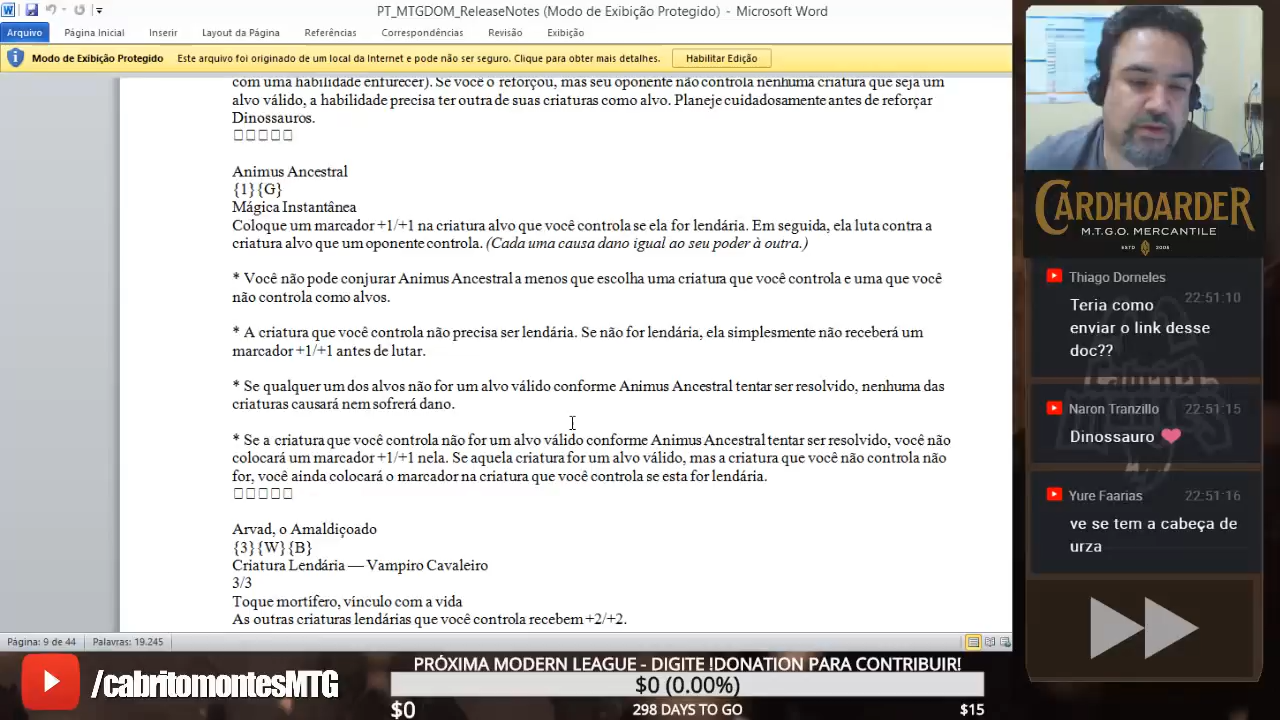 PT_MTGDOM_ReleaseNotes (Modo de Exibição Protegido) - Microsoft Word
Arquivo Página Inicial Inserir Layout da Página Referências Correspondências Revisão Exibição
Modo de Exibição Protegido Este arquivo foi originado de um local da Internet e pode não ser seguro. Clique para obter mais detalhes. Habilitar Edição
com uma habilidade enfurecer). Se você o reforçou, mas seu oponente não controla nenhuma criatura que seja um
alvo válido, a habilidade precisa ter outra de suas criaturas como alvo. Planeje cuidadosamente antes de reforçar
Dinossauros.
Animus Ancestral
{1}{G}
Mágica Instantânea
Coloque um marcador +1/+1 na criatura alvo que você controla se ela for lendária. Em seguida, ela luta contra a
criatura alvo que um oponente controla. (Cada uma causa dano igual ao seu poder à outra.)
* Você não pode conjurar Animus Ancestral a menos que escolha uma criatura que você controla e uma que você
não controla como alvos.
* A criatura que você controla não precisa ser lendária. Se não for lendária, ela simplesmente não receberá um
marcador +1/+1 antes de lutar.
* Se qualquer um dos alvos não for um alvo válido conforme Animus Ancestral tentar ser resolvido, nenhuma das
criaturas causará nem sofrerá dano.
* Se a criatura que você controla não for um alvo válido conforme Animus Ancestral tentar ser resolvido, você não
colocará um marcador +1/+1 nela. Se aquela criatura for um alvo válido, mas a criatura que você não controla não
for, você ainda colocará o marcador na criatura que você controla se esta for lendária.
Arvad, o Amaldiçoado
{3}{W}{B}
Criatura Lendária — Vampiro Cavaleiro
3/3
Toque mortífero, vínculo com a vida
As outras criaturas lendárias que você controla recebem +2/+2.
Página: 9 de 44 Palavras: 19.245
CARDHOARDER
M.T.G.O. MERCANTILE
ESTD 2005
Thiago Dorneles 22:51:10
Teria como
enviar o link desse
doc??
Naron Tranzillo 22:51:15
Dinossauro ❤
Yure Faarias 22:51:16
ve se tem a cabeça de
urza
/cabritomontesMTG
PRÓXIMA MODERN LEAGUE - DIGITE !DONATION PARA CONTRIBUIR!
$0 (0.00%)
$0 298 DAYS TO GO $15